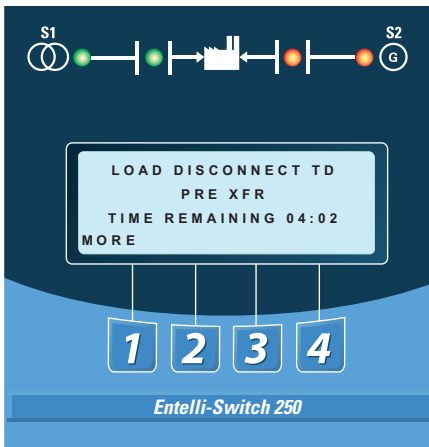 S1 S2
G
LOAD DISCONNECT TD
PRE XFR
TIME REMAINING 04:02
MORE
1 2 3 4
Entelli-Switch 250